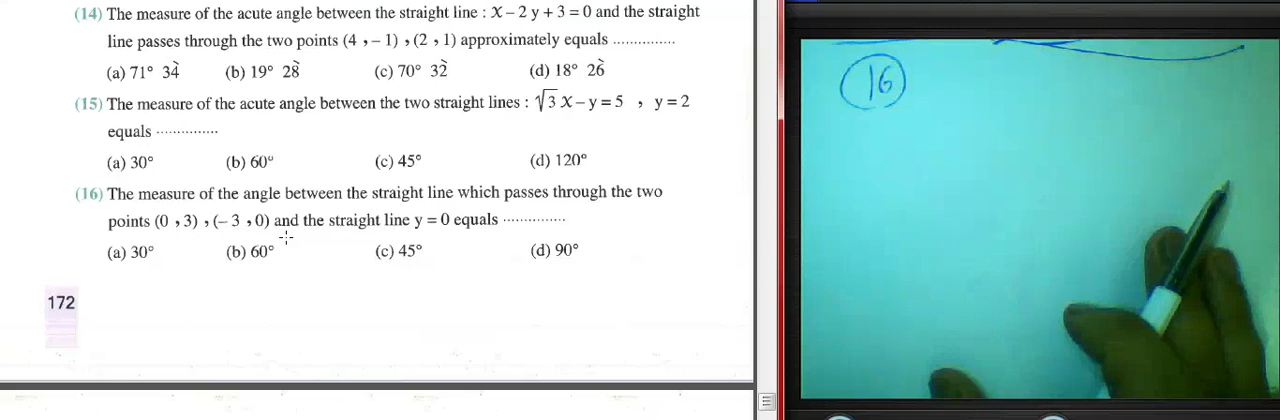 (14) The measure of the acute angle between the straight line : X – 2 y + 3 = 0 and the straight
line passes through the two points (4 , – 1) , (2 , 1) approximately equals ...............
(a) 71° 34̀ (b) 19° 28̀ (c) 70° 32̀ (d) 18° 26̀
(15) The measure of the acute angle between the two straight lines : √3 X – y = 5 , y = 2
equals ...............
(a) 30° (b) 60° (c) 45° (d) 120°
(16) The measure of the angle between the straight line which passes through the two
points (0 , 3) , (– 3 , 0) and the straight line y = 0 equals ...............
(a) 30° (b) 60° (c) 45° (d) 90°
172
16